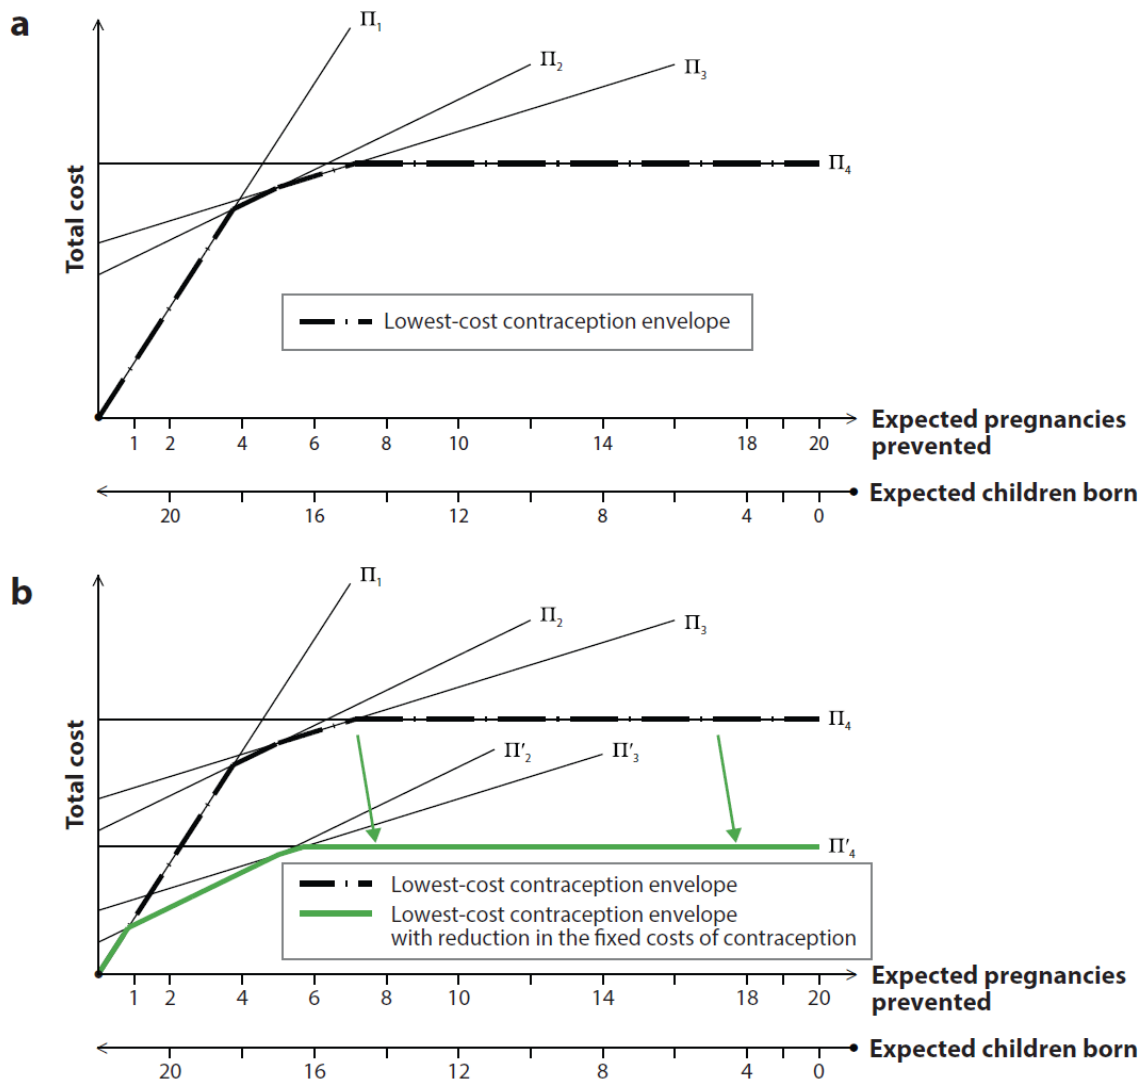 a
Π1
Π2
Π3
Π4
Total cost
Lowest-cost contraception envelope
Expected pregnancies
prevented
1 2 4 6 8 10 14 18 20
Expected children born
20 16 12 8 4 0
b
Π1
Π2
Π3
Π4
Π′2
Π′3
Π′4
Total cost
Lowest-cost contraception envelope
Lowest-cost contraception envelope
with reduction in the fixed costs of contraception
Expected pregnancies
prevented
1 2 4 6 8 10 14 18 20
Expected children born
20 16 12 8 4 0